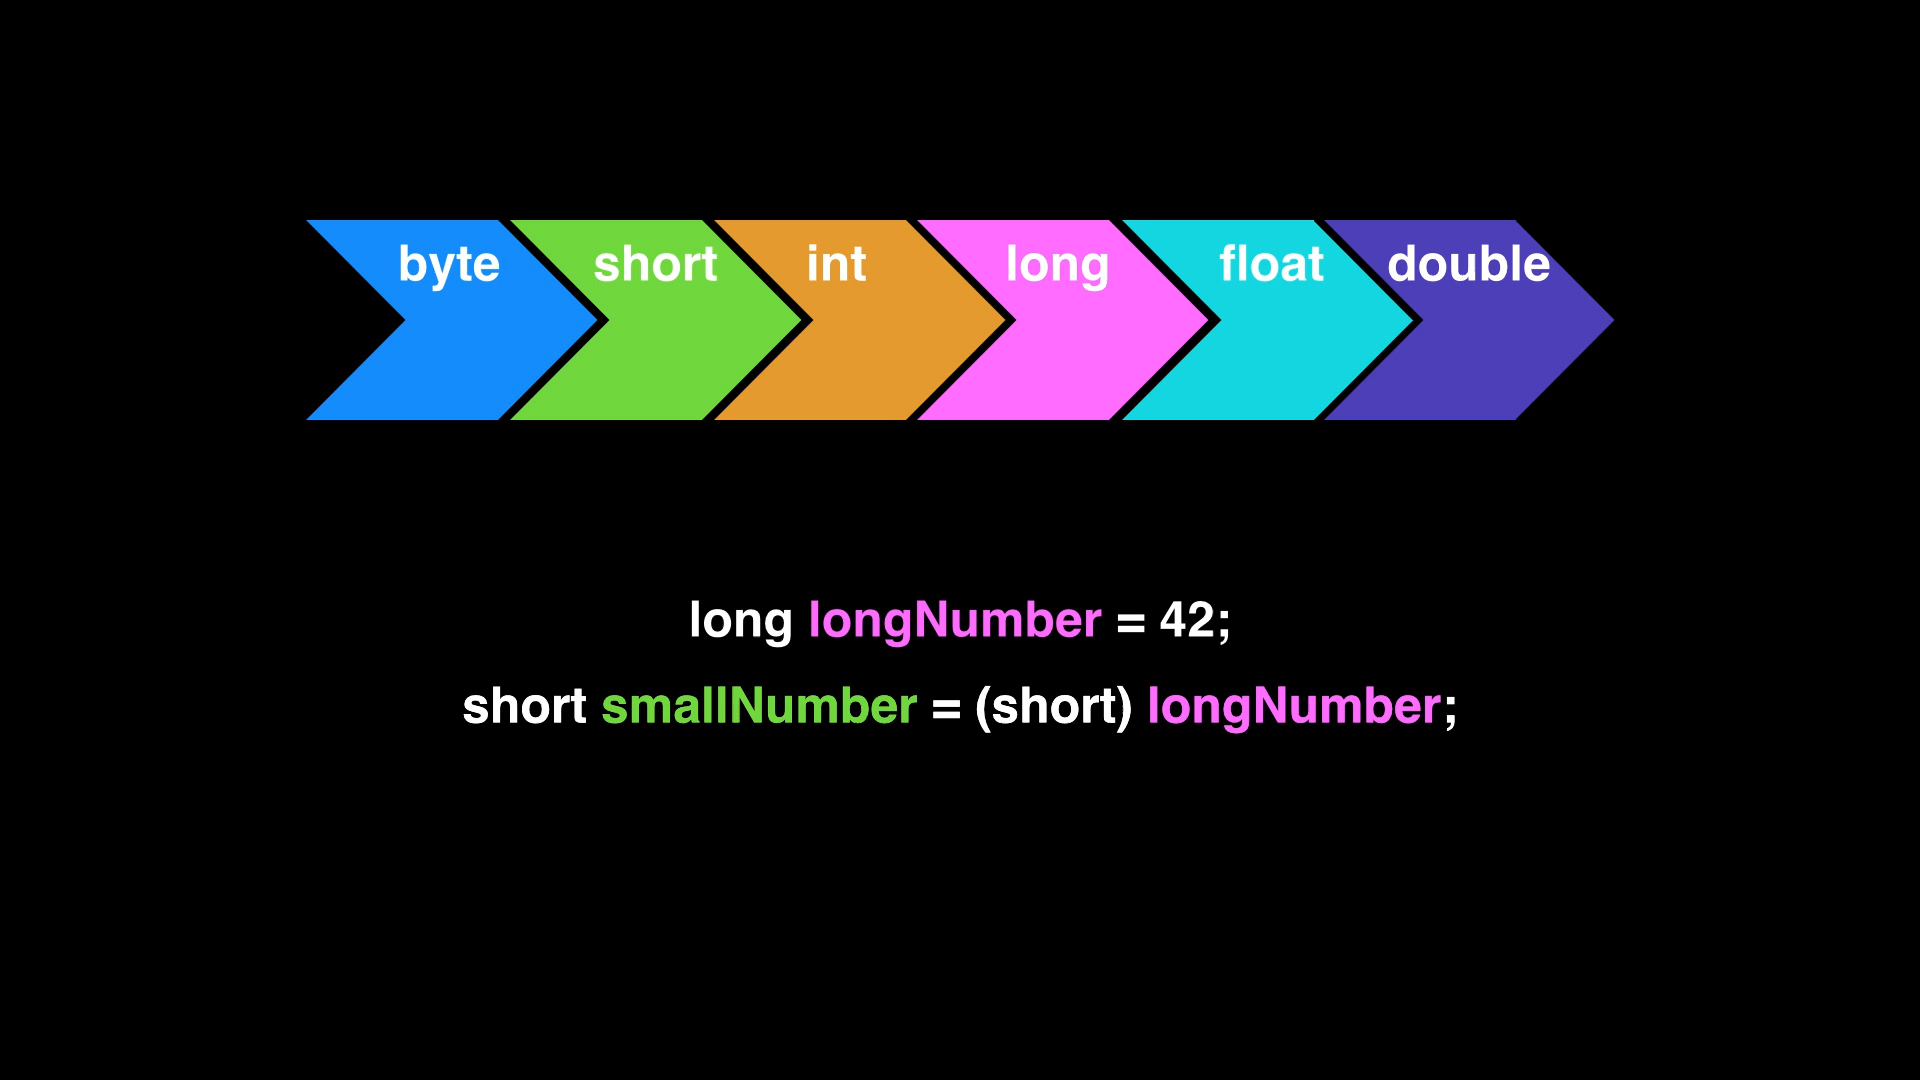 byte short int long float double
long longNumber = 42;
short smallNumber = (short) longNumber;